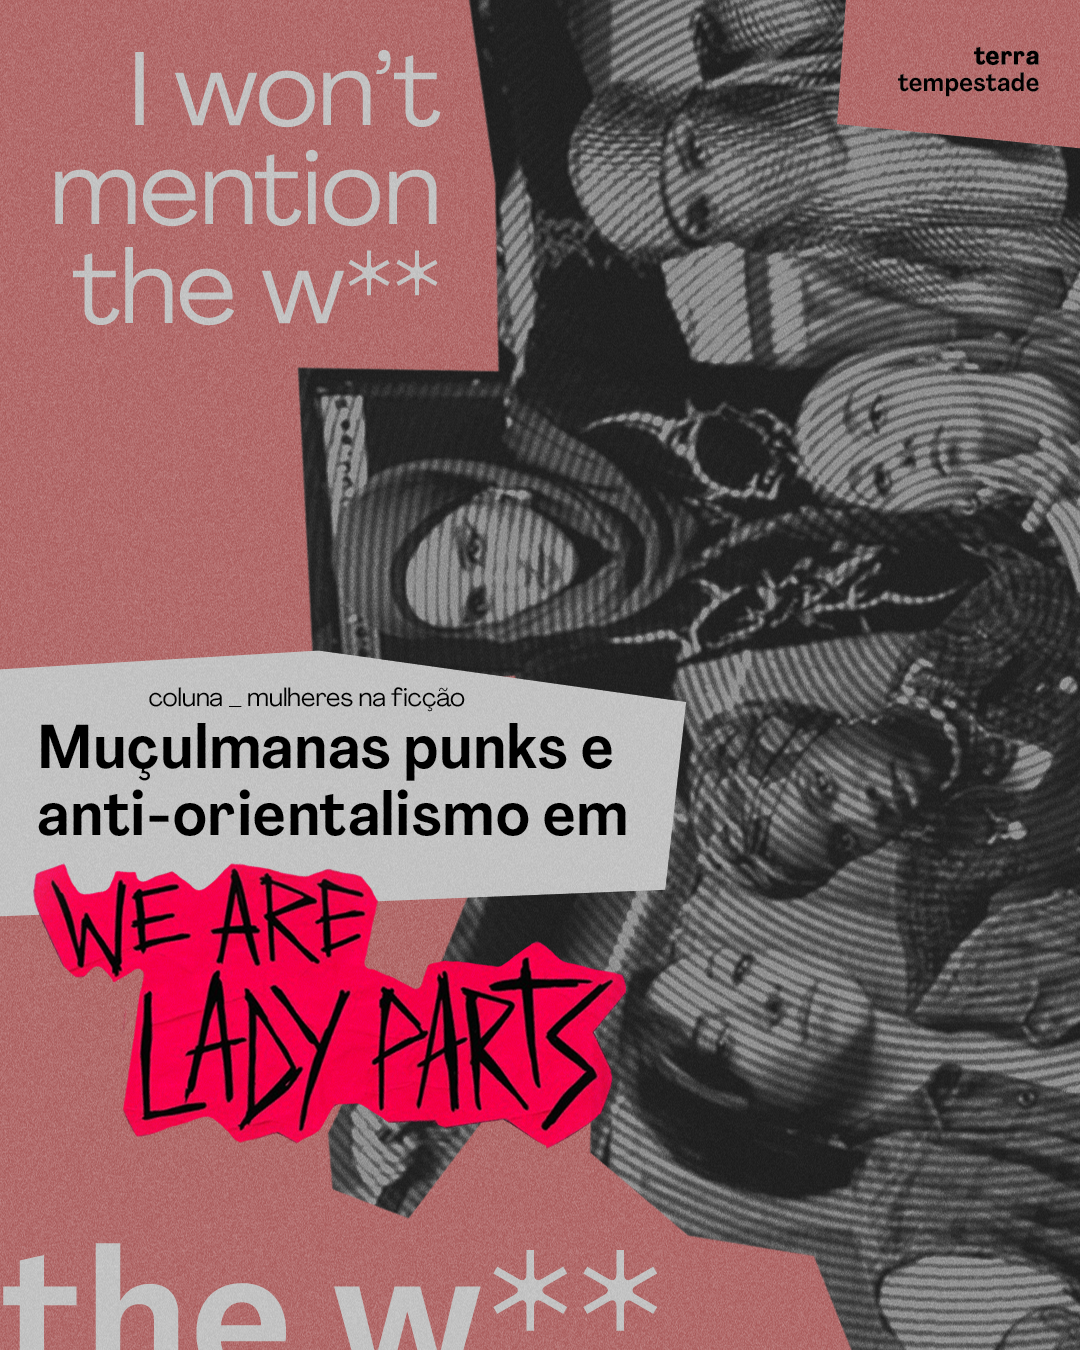 I won't
mention
the w**
terra
tempestade
coluna _ mulheres na ficção
Muçulmanas punks e
anti-orientalismo em
WE ARE
LADY PARTS
the w**